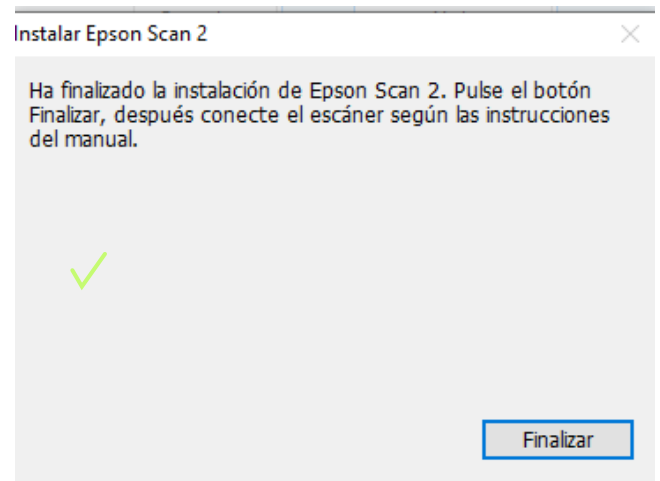 Instalar Epson Scan 2
Ha finalizado la instalación de Epson Scan 2. Pulse el botón
Finalizar, después conecte el escáner según las instrucciones
del manual.
Finalizar